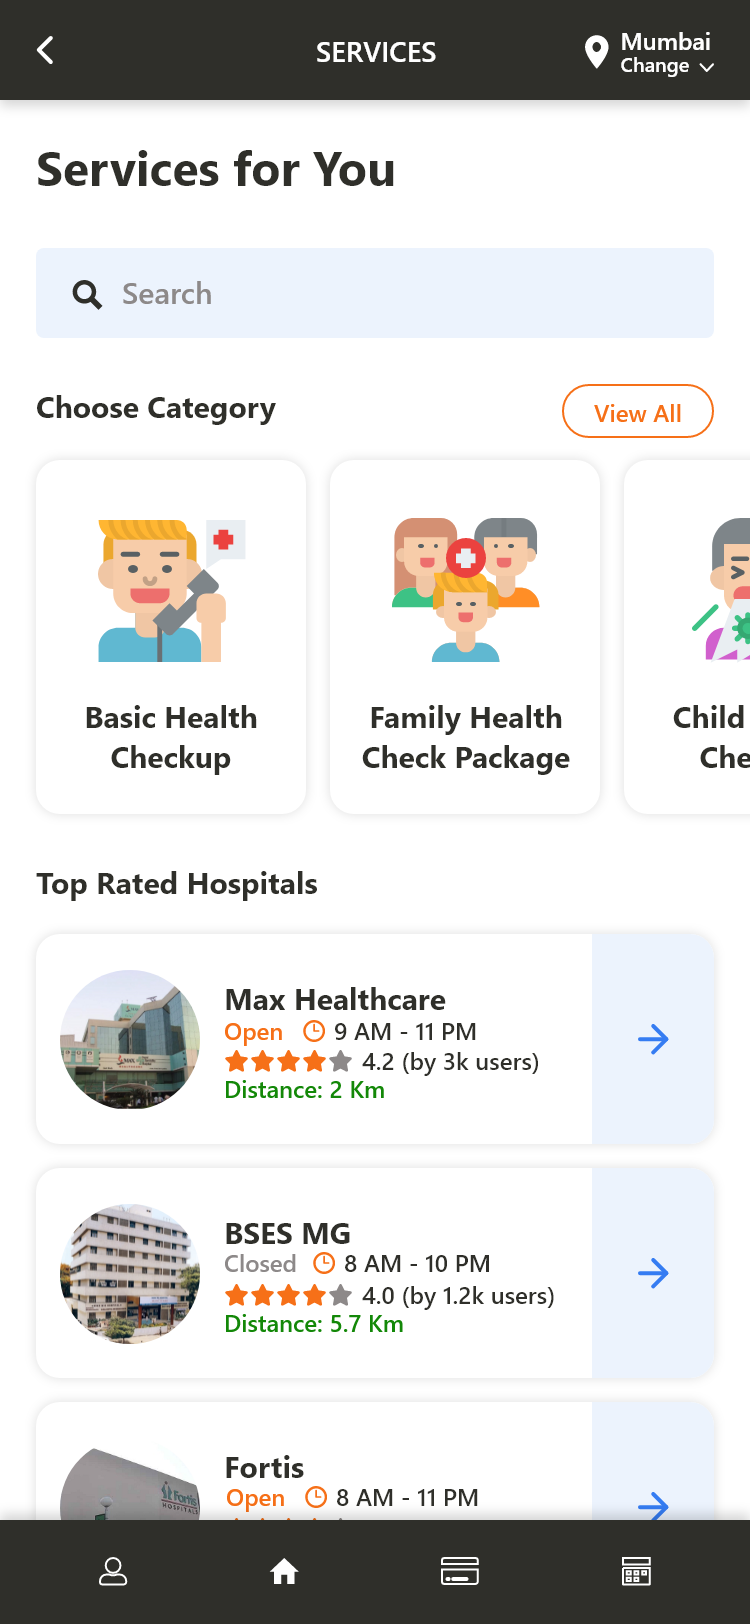 SERVICES
Mumbai
Change
Services for You
Search
Choose Category
View All
Basic Health
Checkup
Family Health
Check Package
Child
Che
Top Rated Hospitals
Max Healthcare
Open 9 AM - 11 PM
4.2 (by 3k users)
Distance: 2 Km
BSES MG
Closed 8 AM - 10 PM
4.0 (by 1.2k users)
Distance: 5.7 Km
Fortis
HOSPITALS
Fortis
Open 8 AM - 11 PM